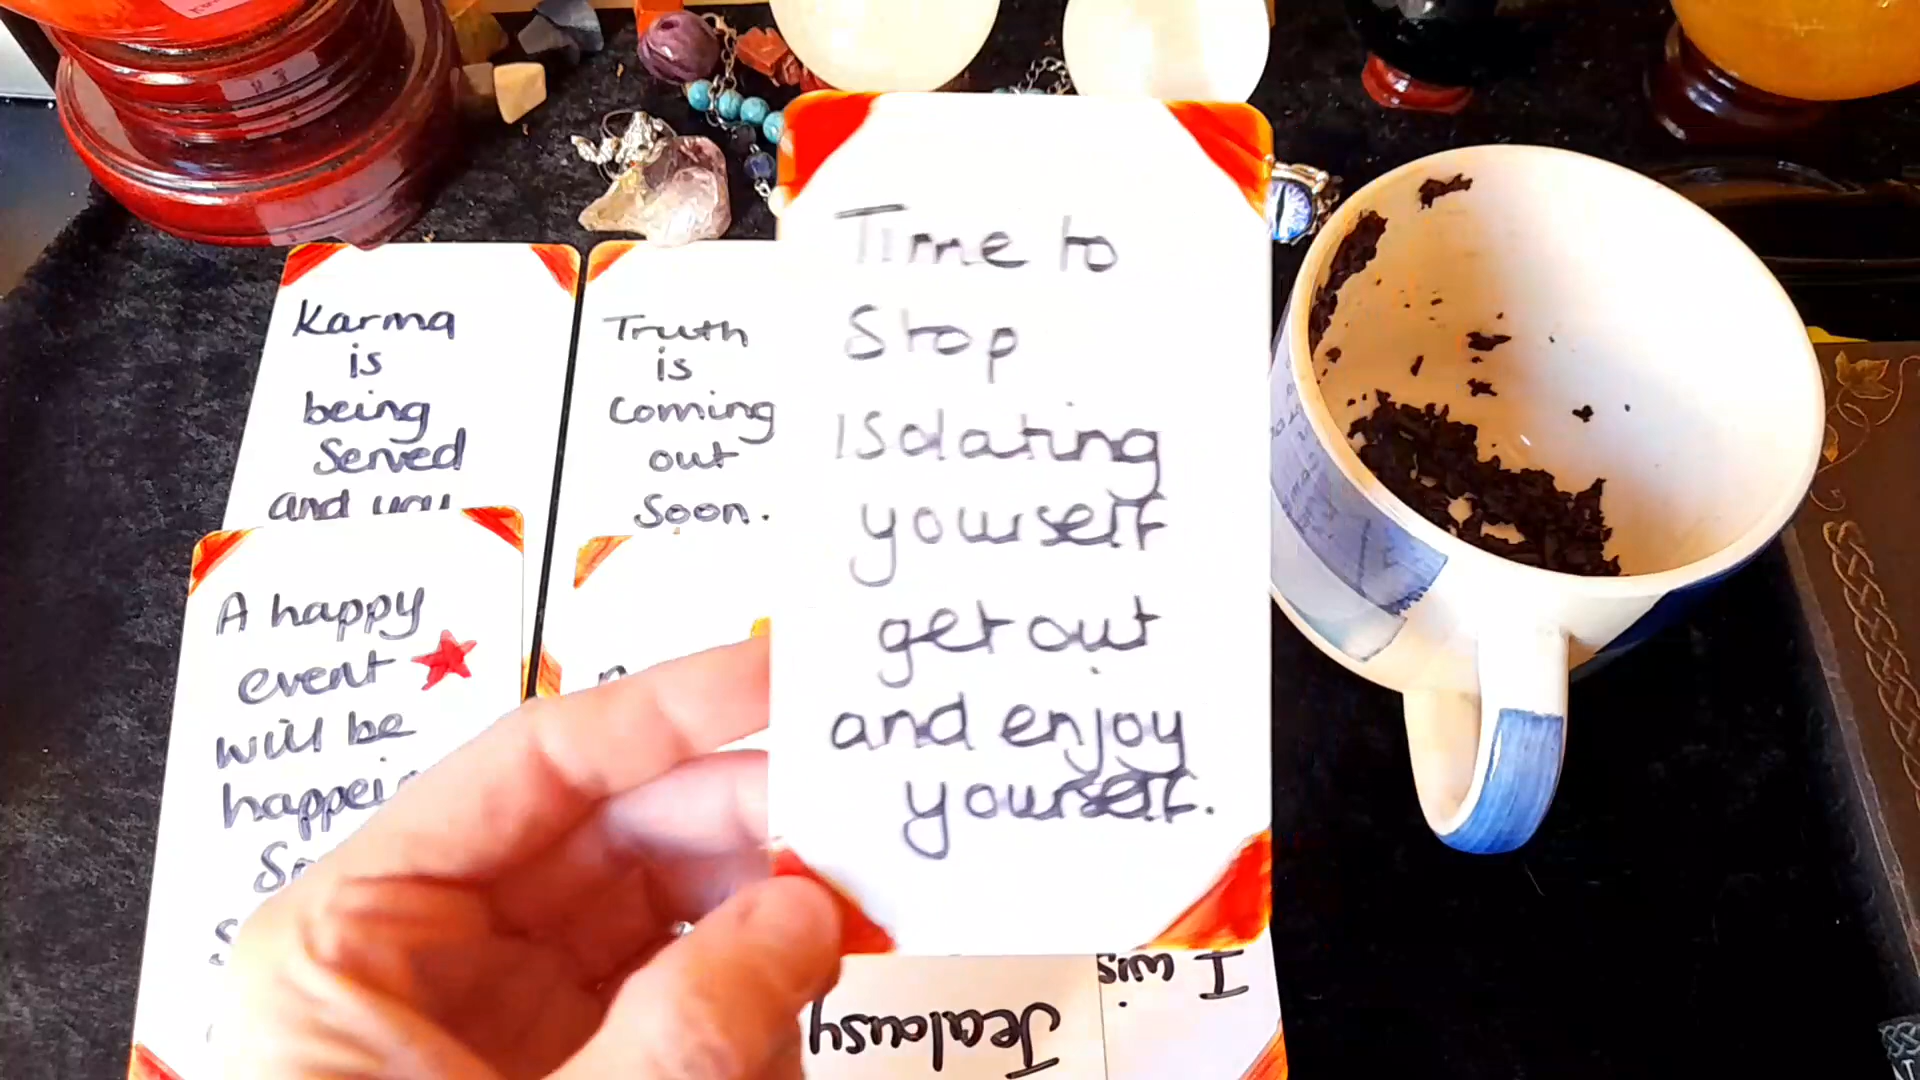 Karma
is
being
Served
and
Truth
is
Coming
out
Soon.
Time to
Stop
Isolating
yourself
get out
and enjoy
yourself.
A happy
event
will be
Jealousy
I